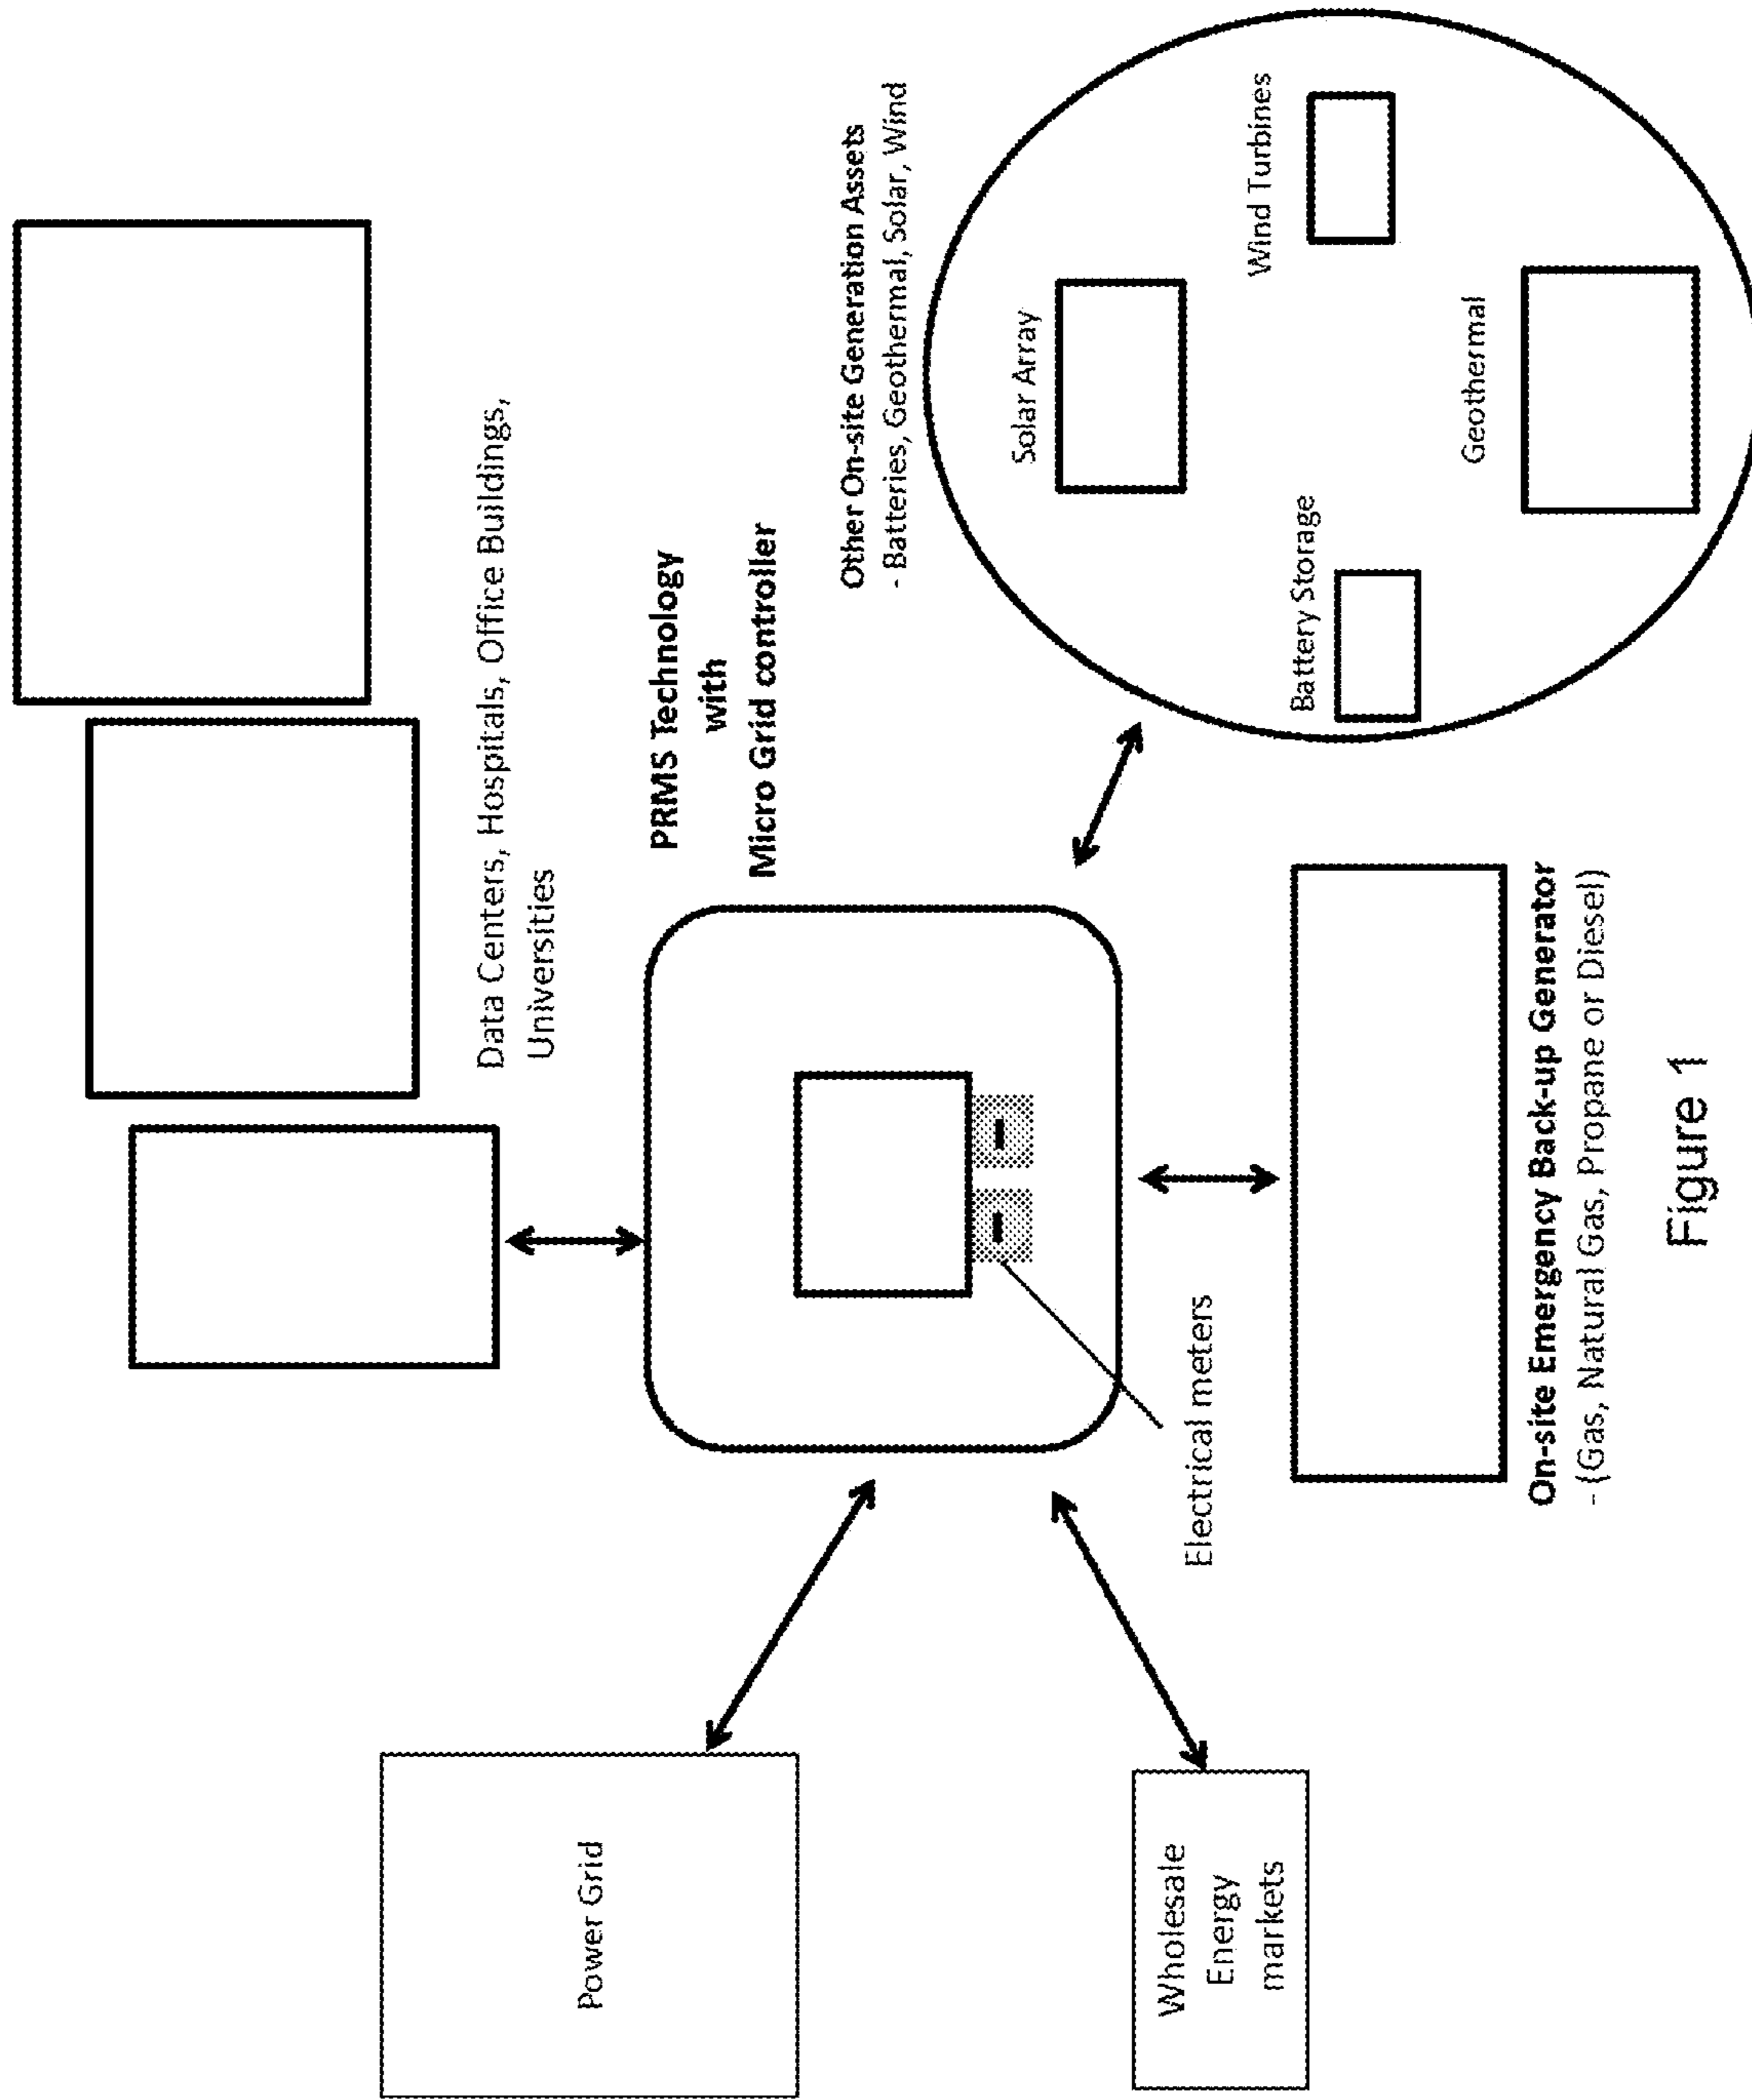 Data Centers, Hospitals, Office Buildings,
Universities
PRMS Technology
with
Micro Grid controller
Power Grid
Other On-site Generation Assets
- Batteries, Geothermal, Solar, Wind
Solar Array
Wind Turbines
Battery Storage
Geothermal
Electrical meters
Wholesale
Energy
markets
On-site Emergency Back-up Generator
- (Gas, Natural Gas, Propane or Diesel)
Figure 1